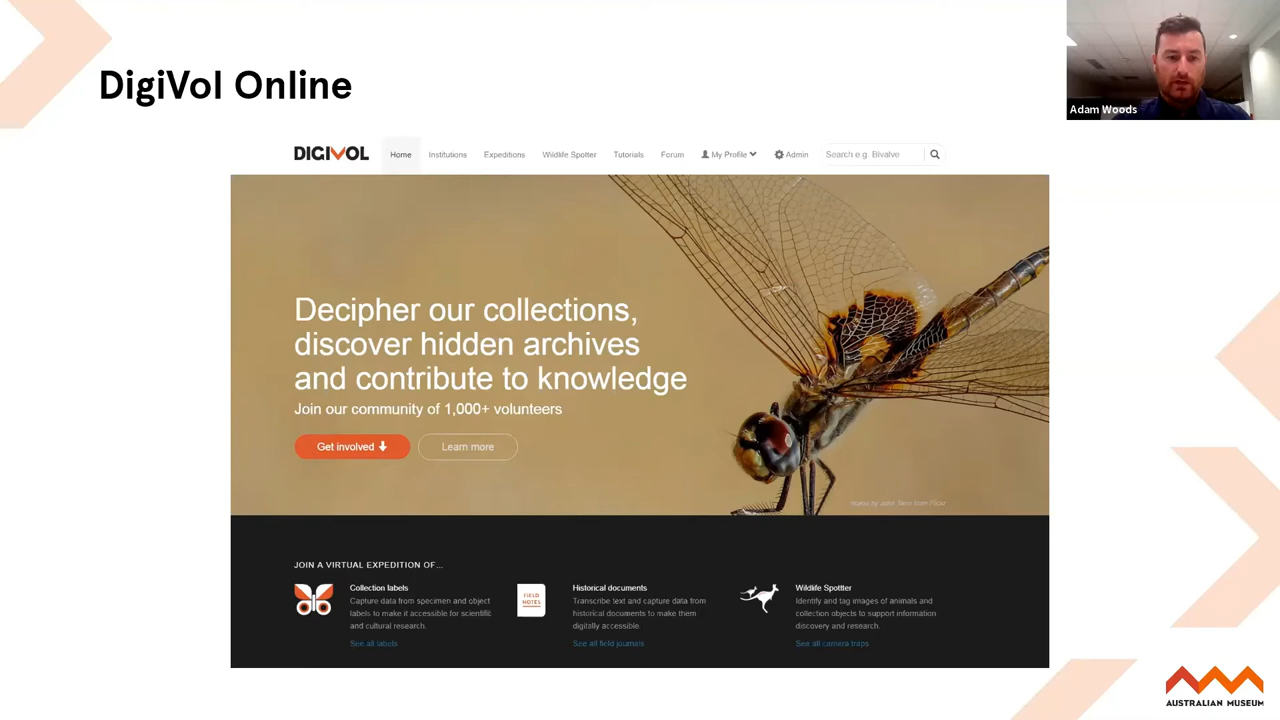 DigiVol Online
Adam Woods
DIGIVOL
Home
Institutions
Expeditions
Wildlife Spotter
Tutorials
Forum
My Profile
Admin
Search e.g. Bivalve
Decipher our collections,
discover hidden archives
and contribute to knowledge
Join our community of 1,000+ volunteers
Get involved
Learn more
JOIN A VIRTUAL EXPEDITION OF...
Collection labels
Capture data from specimen and object
labels to make it accessible for scientific
and cultural research.
See all labels
FIELD
NOTES
Historical documents
Transcribe text and capture data from
historical documents to make them
digitally accessible.
See all field journals
Wildlife Spottter
Identify and tag images of animals and
collection objects to support information
discovery and research.
See all camera traps
AUSTRALIAN MUSEUM